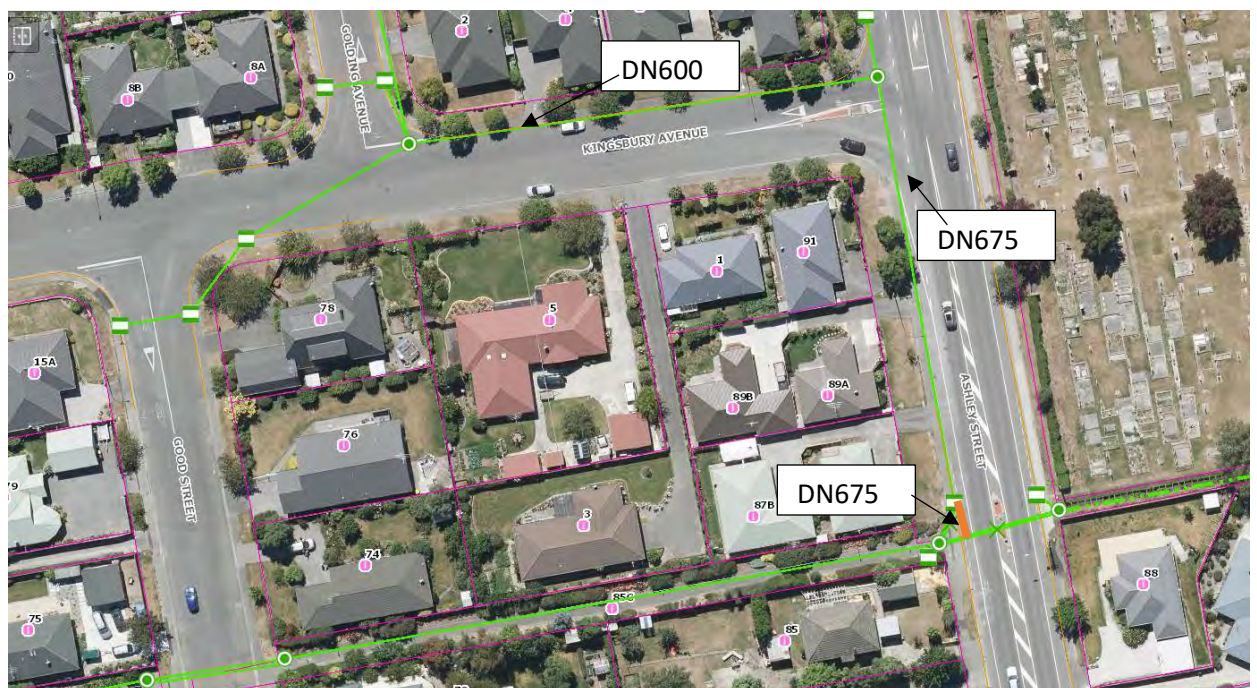 2
8A
8B
GOLDING AVENUE
DN600
KINGSBURY AVENUE
DN675
1
91
5
78
15A
89A
89B
ASHLEY STREET
76
GOOD STREET
79
87B
DN675
3
74
88
85C
75
85